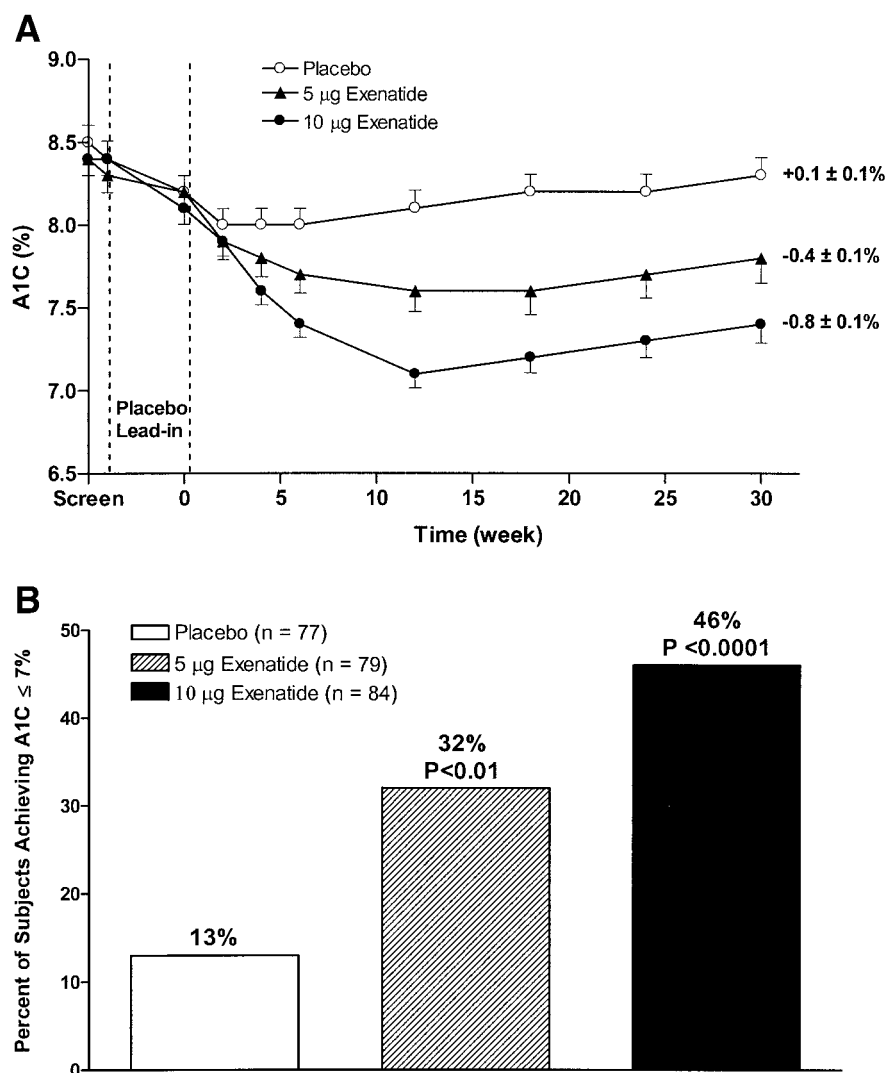 A
9.0
8.5
8.0
7.5
7.0
6.5
A1C (%)
Placebo
5 µg Exenatide
10 µg Exenatide
+0.1 ± 0.1%
-0.4 ± 0.1%
-0.8 ± 0.1%
Placebo
Lead-in
Screen 0 5 10 15 20 25 30
Time (week)
B
50
40
30
20
10
0
Percent of Subjects Achieving A1C ≤ 7%
Placebo (n = 77)
5 µg Exenatide (n = 79)
10 µg Exenatide (n = 84)
13%
32%
P<0.01
46%
P <0.0001